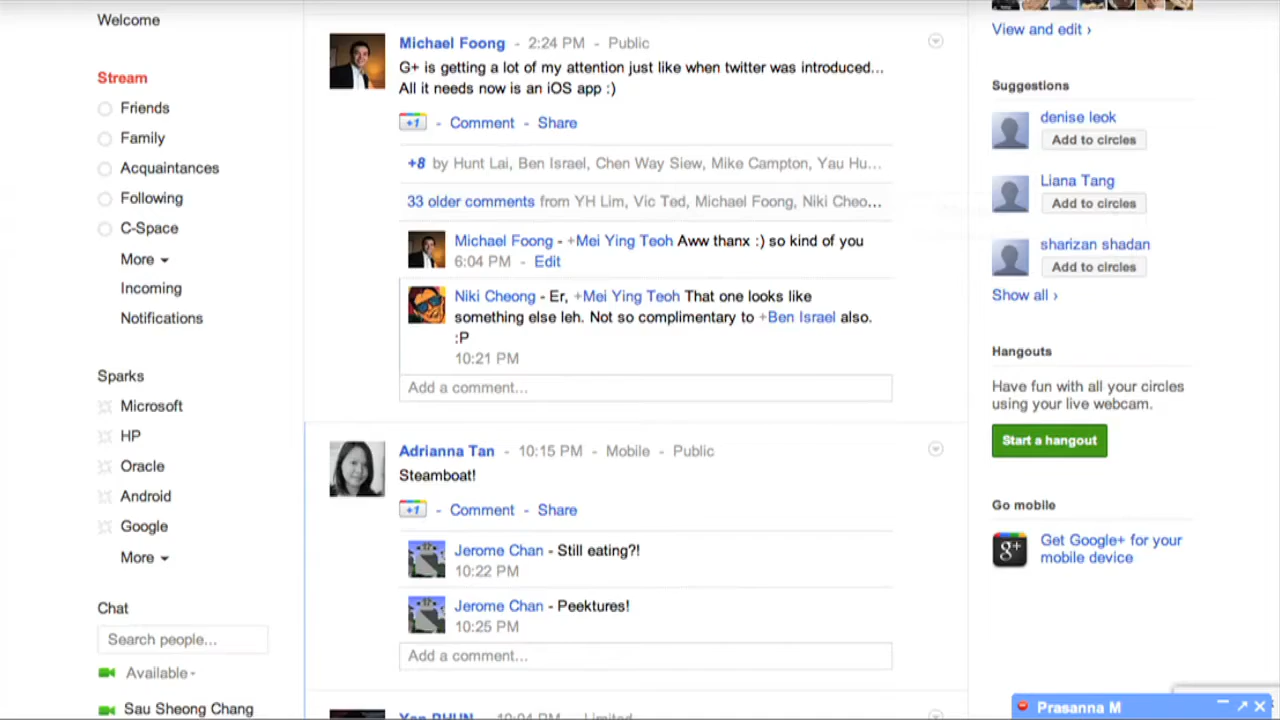 Welcome
Stream
Friends
Family
Acquaintances
Following
C-Space
More
Incoming
Notifications
Sparks
Microsoft
HP
Oracle
Android
Google
More
Chat
Search people...
Available
Sau Sheong Chang
Michael Foong - 2:24 PM - Public
G+ is getting a lot of my attention just like when twitter was introduced...
All it needs now is an iOS app :)
+1 - Comment - Share
+8 by Hunt Lai, Ben Israel, Chen Way Siew, Mike Campton, Yau Hu...
33 older comments from YH Lim, Vic Ted, Michael Foong, Niki Cheo...
Michael Foong - +Mei Ying Teoh Aww thanx :) so kind of you
6:04 PM - Edit
Niki Cheong - Er, +Mei Ying Teoh That one looks like
something else leh. Not so complimentary to +Ben Israel also.
:P
10:21 PM
Add a comment...
Adrianna Tan - 10:15 PM - Mobile - Public
Steamboat!
+1 - Comment - Share
Jerome Chan - Still eating?!
10:22 PM
Jerome Chan - Peektures!
10:25 PM
Add a comment...
Yan PHUN 10:04 PM Limited
View and edit ›
Suggestions
denise leok
Add to circles
Liana Tang
Add to circles
sharizan shadan
Add to circles
Show all ›
Hangouts
Have fun with all your circles
using your live webcam.
Start a hangout
Go mobile
g+
Get Google+ for your
mobile device
Prasanna M